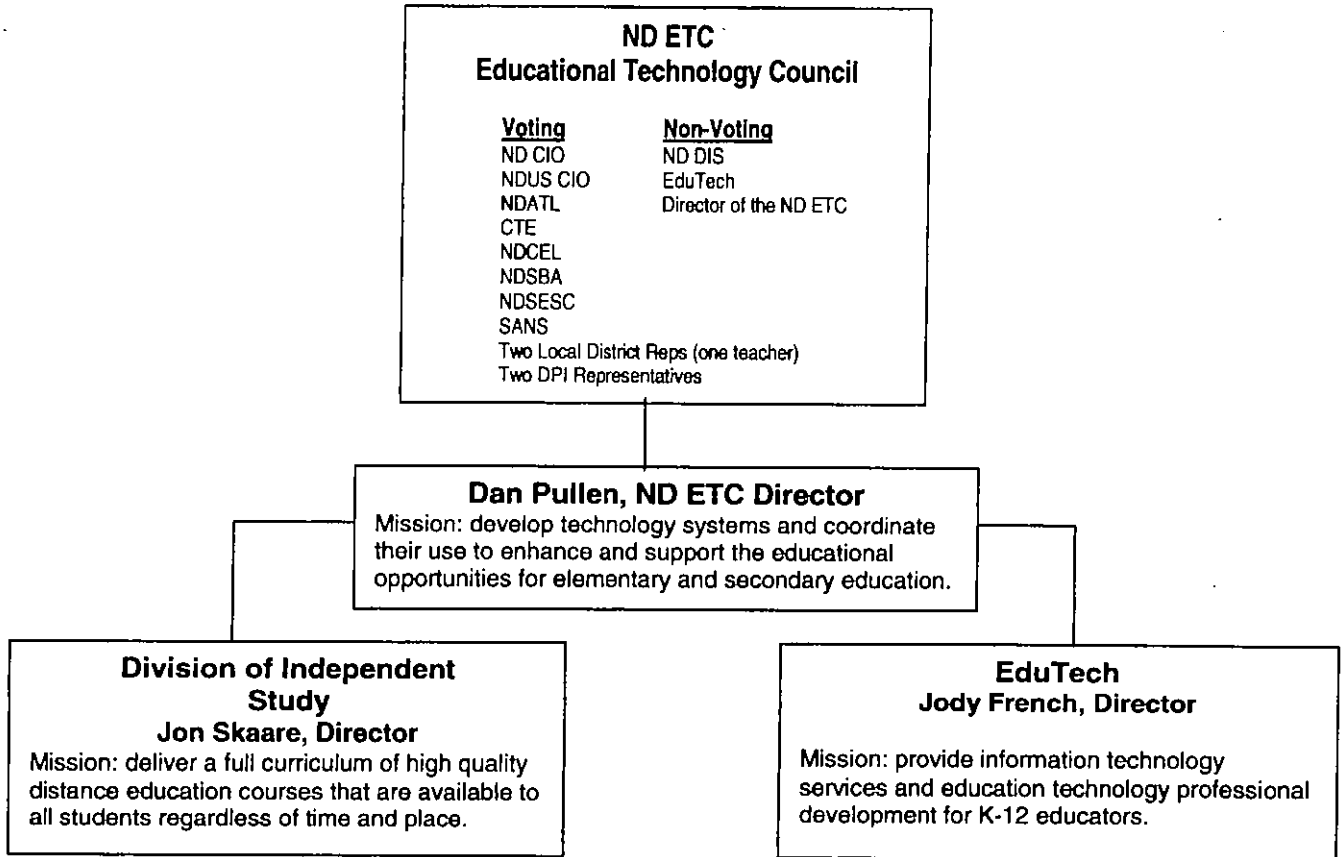 ND ETC
Educational Technology Council
Voting Non-Voting
ND CIO ND DIS
NDUS CIO EduTech
NDATL Director of the ND ETC
CTE
NDCEL
NDSBA
NDSESC
SANS
Two Local District Reps (one teacher)
Two DPI Representatives
Dan Pullen, ND ETC Director
Mission: develop technology systems and coordinate
their use to enhance and support the educational
opportunities for elementary and secondary education.
Division of Independent
Study
Jon Skaare, Director
Mission: deliver a full curriculum of high quality
distance education courses that are available to
all students regardless of time and place.
EduTech
Jody French, Director
Mission: provide information technology
services and education technology professional
development for K-12 educators.